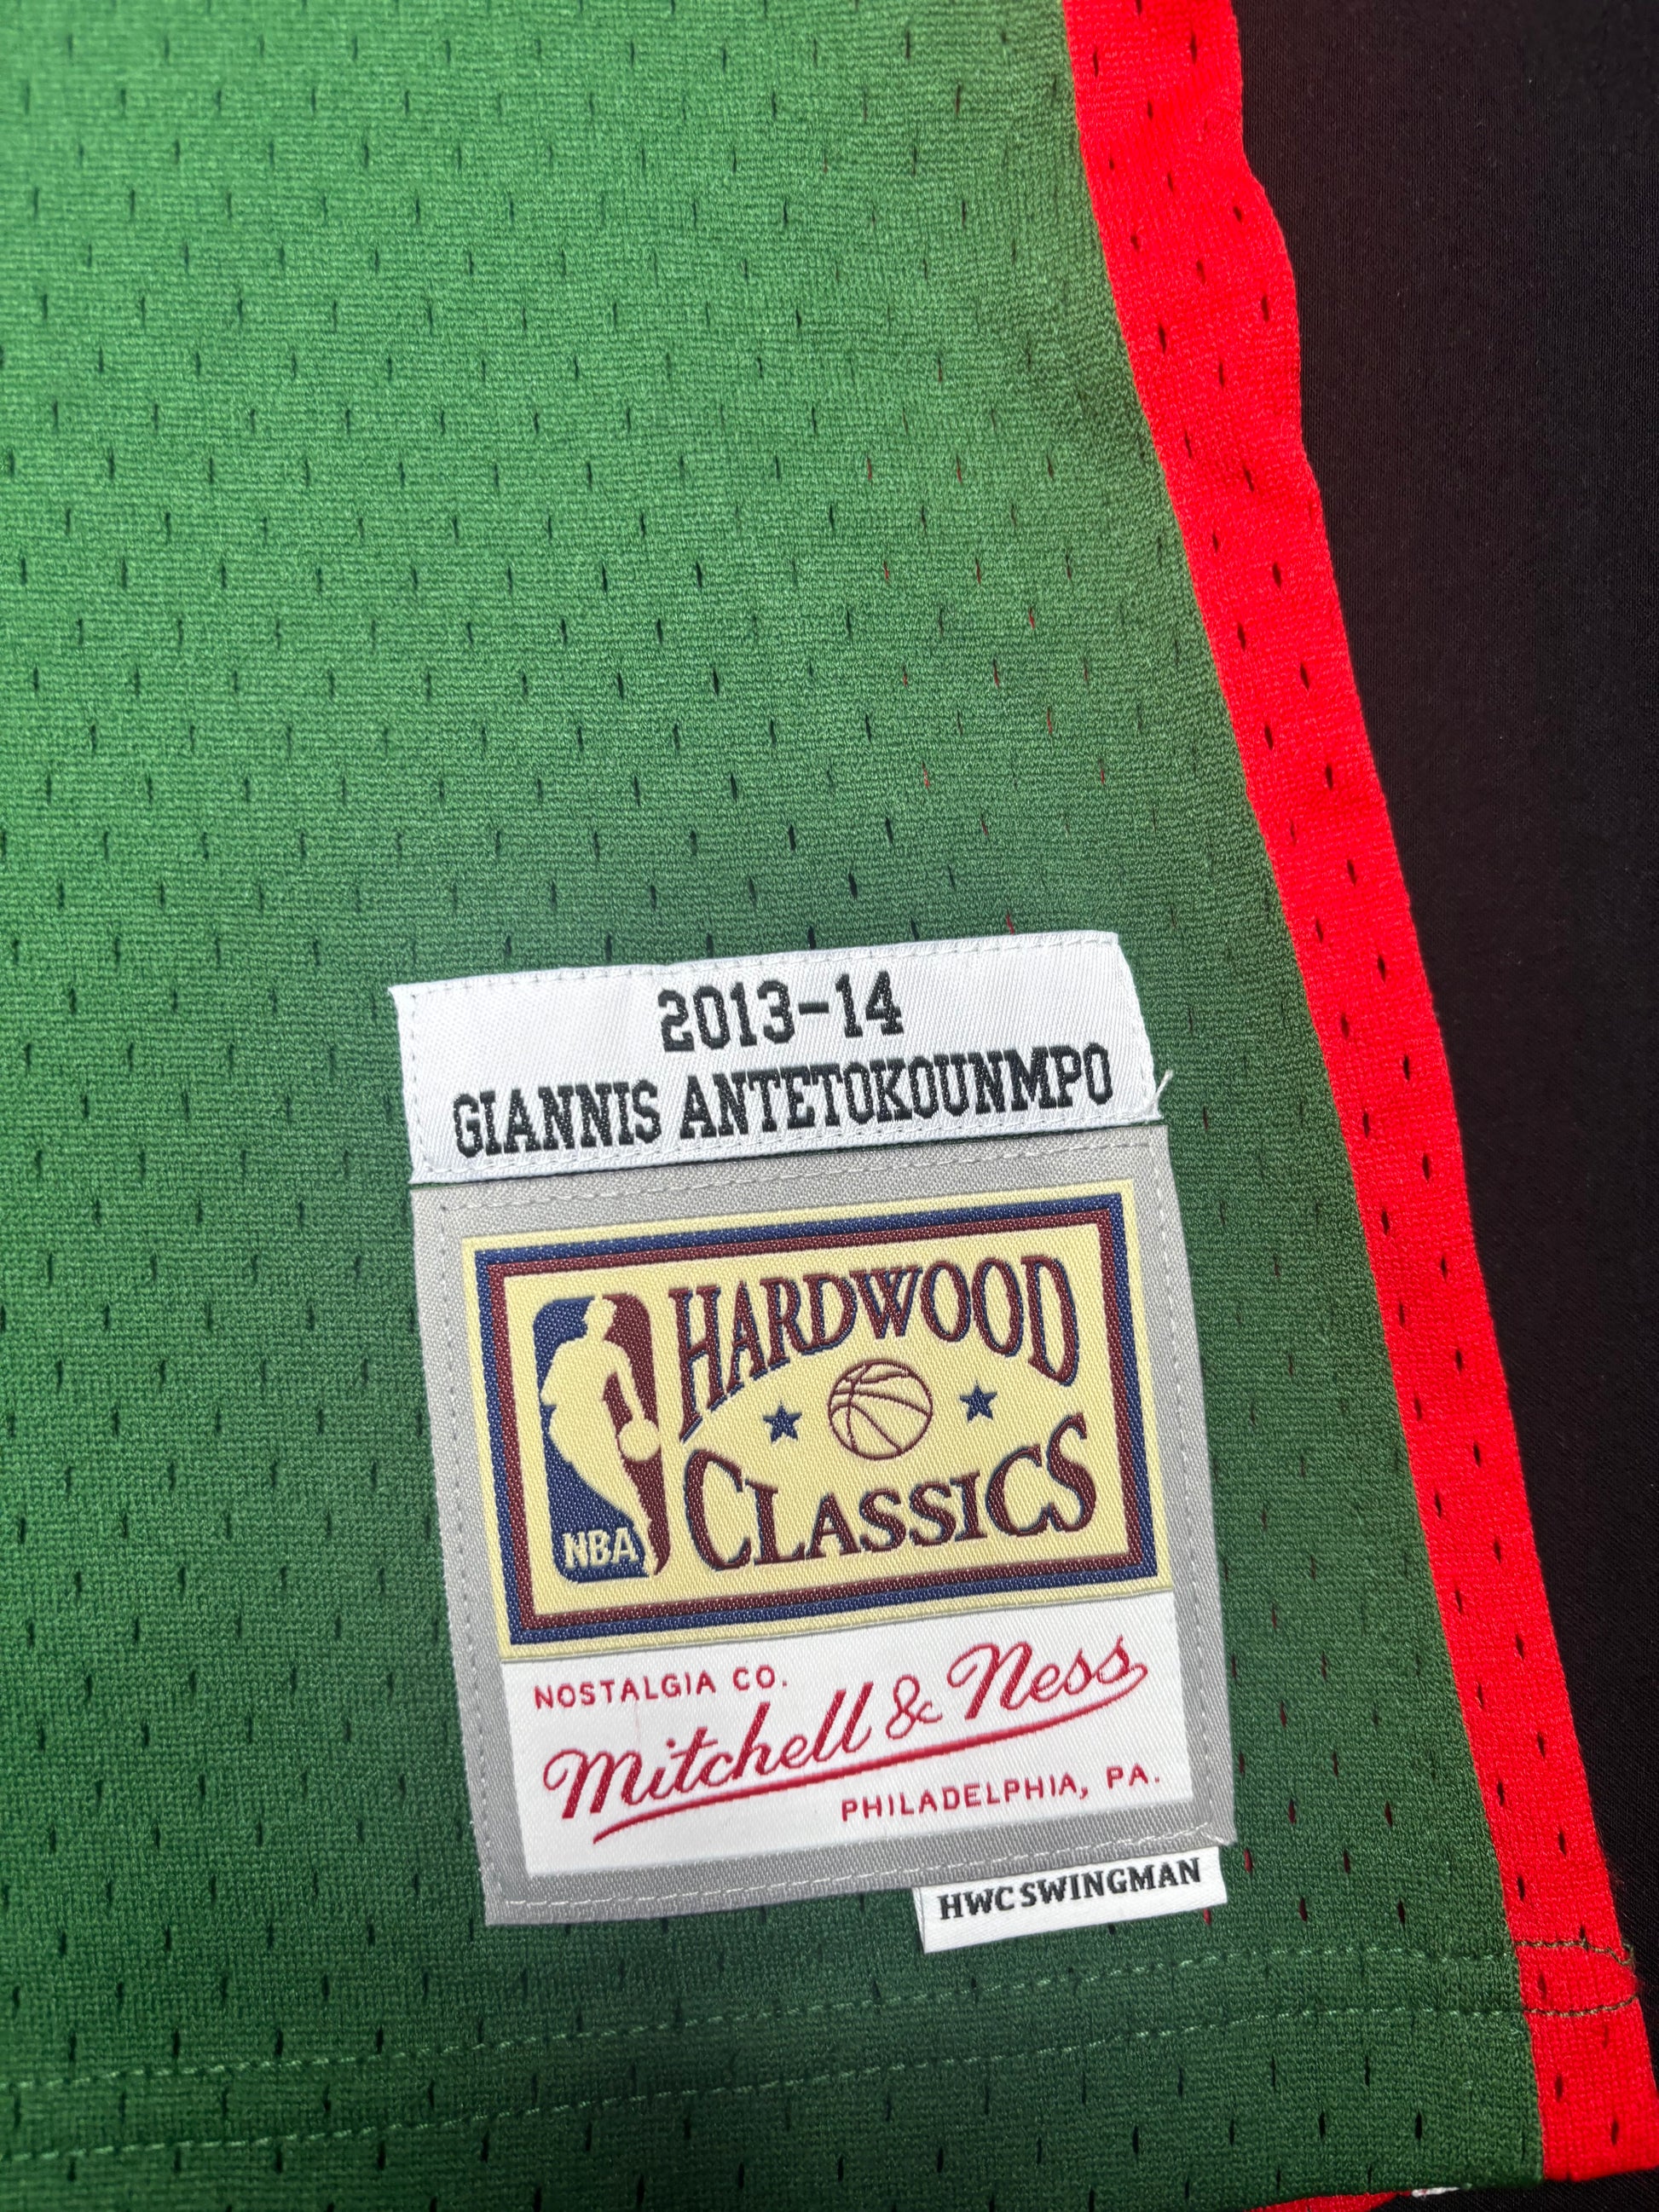 2013-14
GIANNIS ANTETOKOUNMPO
HARDWOOD
CLASSICS
NBA
NOSTALGIA CO.
Mitchell & Ness
PHILADELPHIA, PA.
HWC SWINGMAN